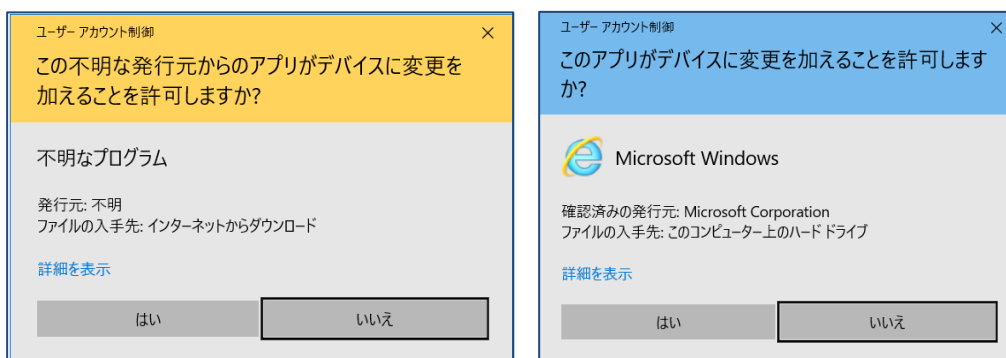 ユーザー アカウント制御
この不明な発行元からのアプリがデバイスに変更を
加えることを許可しますか?
不明なプログラム
発行元: 不明
ファイルの入手先: インターネットからダウンロード
詳細を表示
はい
いいえ
ユーザー アカウント制御
このアプリがデバイスに変更を加えることを許可します
か?
Microsoft Windows
確認済みの発行元: Microsoft Corporation
ファイルの入手先: このコンピューター上のハード ドライブ
詳細を表示
はい
いいえ